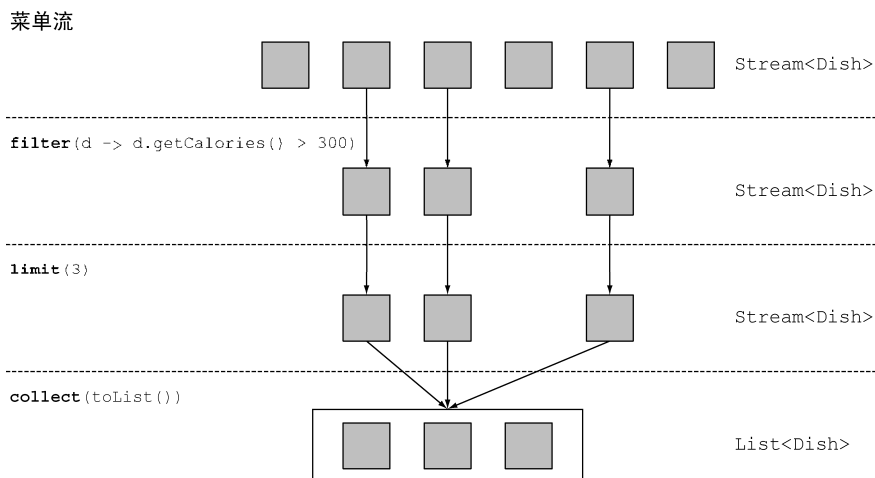 菜单流
Stream<Dish>
filter(d -> d.getCalories() > 300)
Stream<Dish>
limit(3)
Stream<Dish>
collect(toList())
List<Dish>